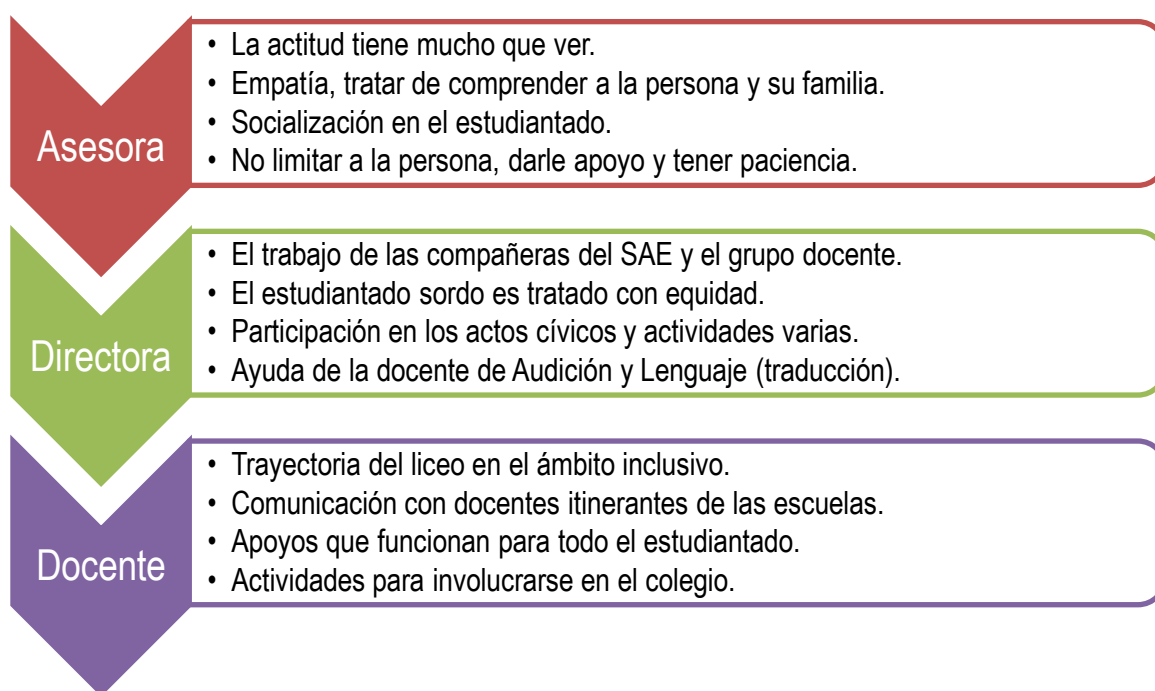 Asesora
• La actitud tiene mucho que ver.
• Empatía, tratar de comprender a la persona y su familia.
• Socialización en el estudiantado.
• No limitar a la persona, darle apoyo y tener paciencia.
Directora
• El trabajo de las compañeras del SAE y el grupo docente.
• El estudiantado sordo es tratado con equidad.
• Participación en los actos cívicos y actividades varias.
• Ayuda de la docente de Audición y Lenguaje (traducción).
Docente
• Trayectoria del liceo en el ámbito inclusivo.
• Comunicación con docentes itinerantes de las escuelas.
• Apoyos que funcionan para todo el estudiantado.
• Actividades para involucrarse en el colegio.